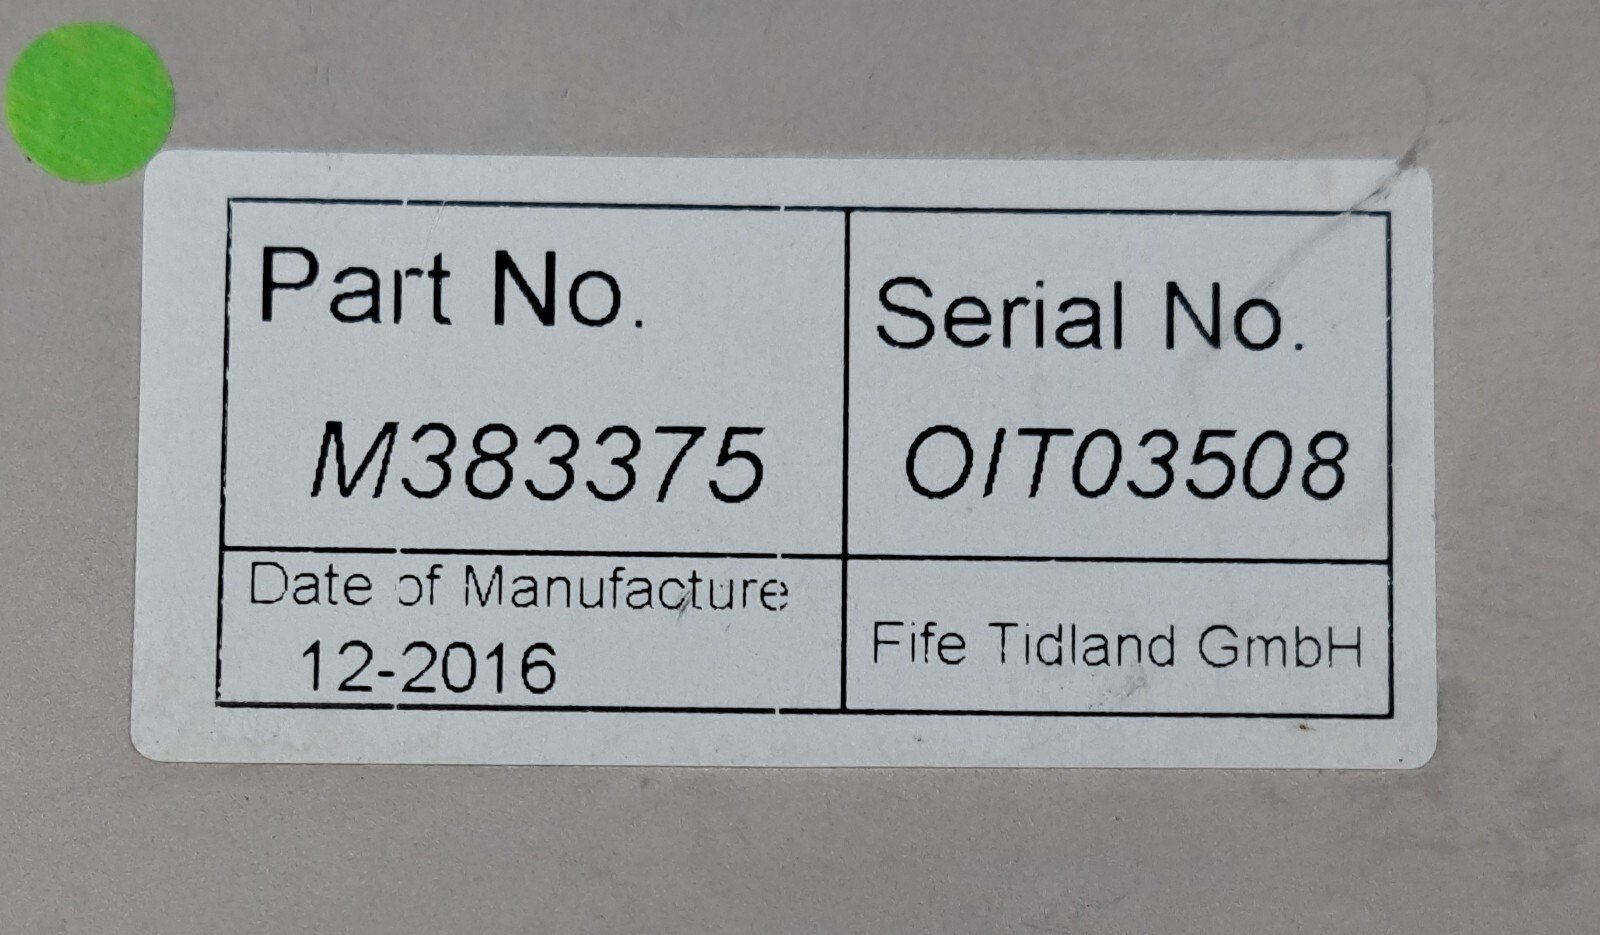 Part No.
M383375
Serial No.
OIT03508
Date of Manufacture
12-2016
Fife Tidland GmbH